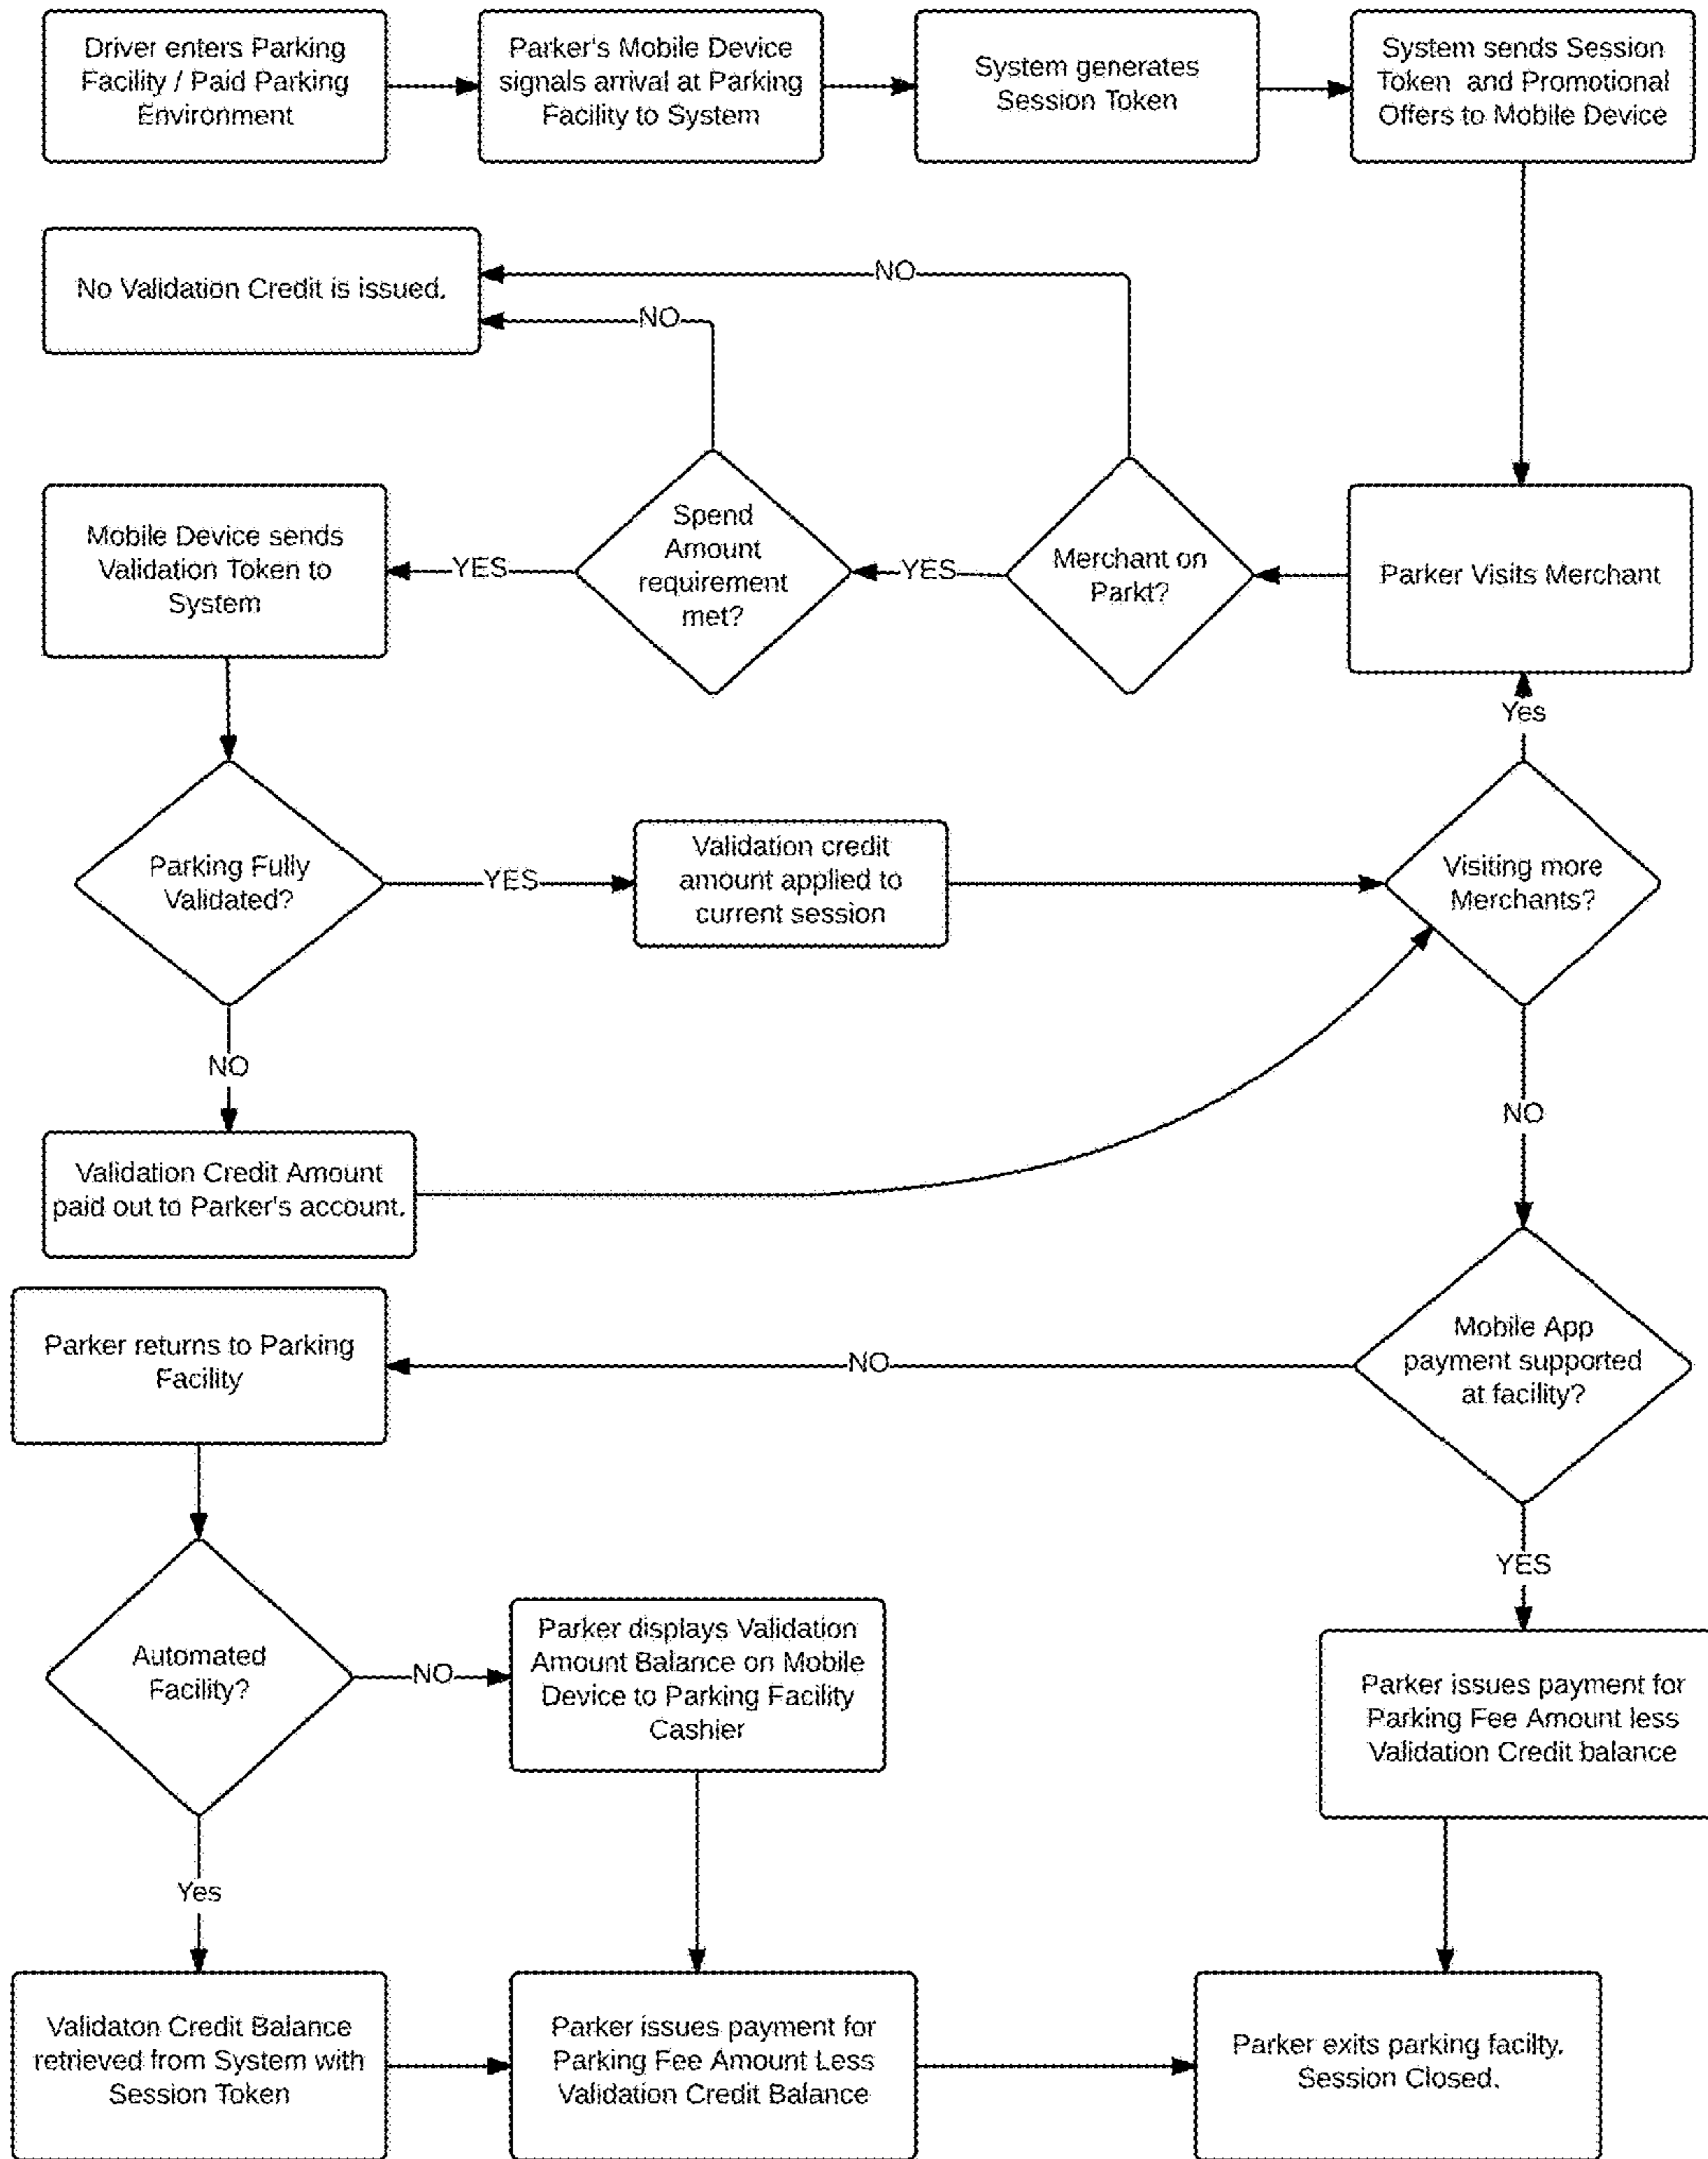 Driver enters Parking
Facility / Paid Parking
Environment
Parker's Mobile Device
signals arrival at Parking
Facility to System
System generates
Session Token
System sends Session
Token and Promotional
Offers to Mobile Device
No Validation Credit is issued.
NO
NO
Mobile Device sends
Validation Token to
System
YES
Spend
Amount
requirement
met?
YES
Merchant on
Parkt?
Parker Visits Merchant
Yes
Parking Fully
Validated?
YES
Validation credit
amount applied to
current session
Visiting more
Merchants?
NO
NO
Validation Credit Amount
paid out to Parker's account.
Parker returns to Parking
Facility
NO
Mobile App
payment supported
at facility?
YES
Automated
Facility?
NO
Parker displays Validation
Amount Balance on Mobile
Device to Parking Facility
Cashier
Parker issues payment for
Parking Fee Amount less
Validation Credit balance
Yes
Validaton Credit Balance
retrieved from System with
Session Token
Parker issues payment for
Parking Fee Amount Less
Validation Credit Balance
Parker exits parking facilty.
Session Closed.